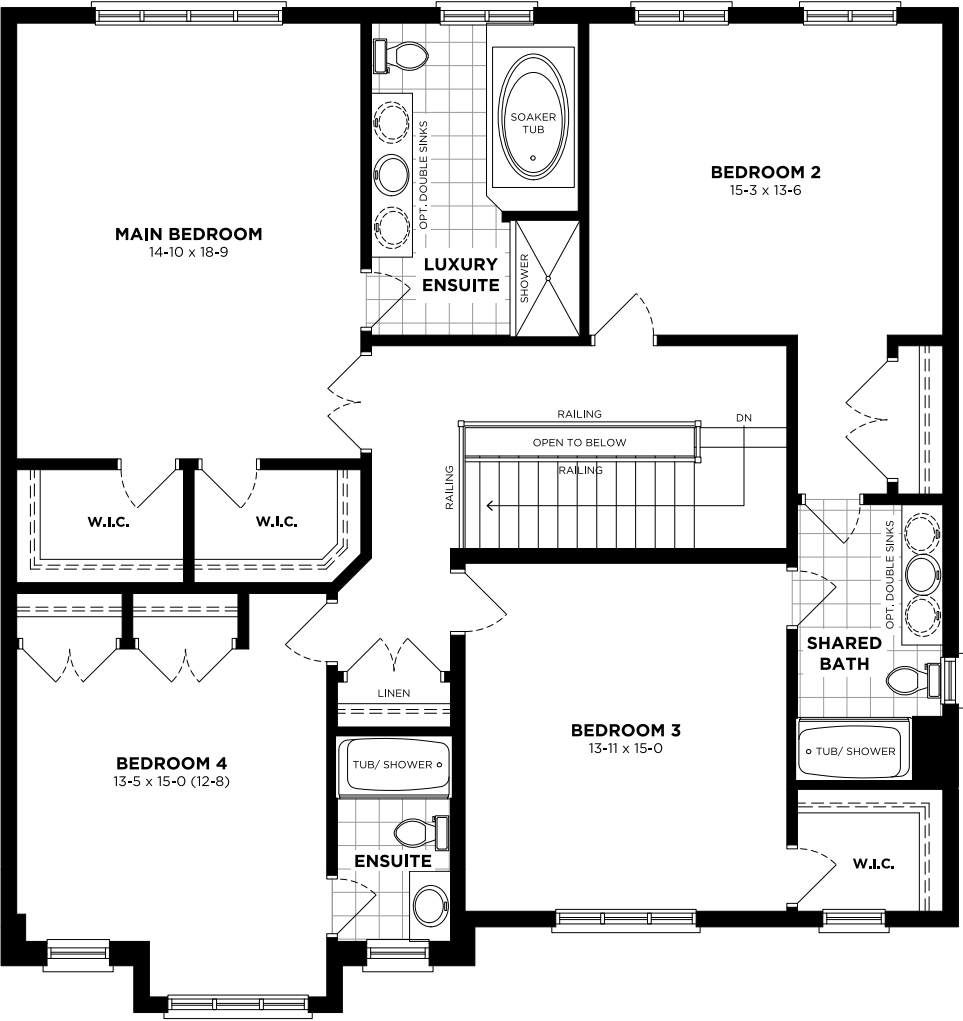 SOAKER
TUB
OPT. DOUBLE SINKS
BEDROOM 2
15-3 x 13-6
MAIN BEDROOM
14-10 x 18-9
LUXURY
ENSUITE
SHOWER
RAILING
DN
OPEN TO BELOW
RAILING
RAILING
W.I.C.
W.I.C.
OPT. DOUBLE SINKS
SHARED
BATH
LINEN
BEDROOM 3
13-11 x 15-0
TUB/ SHOWER
BEDROOM 4
13-5 x 15-0 (12-8)
TUB/ SHOWER
ENSUITE
W.I.C.